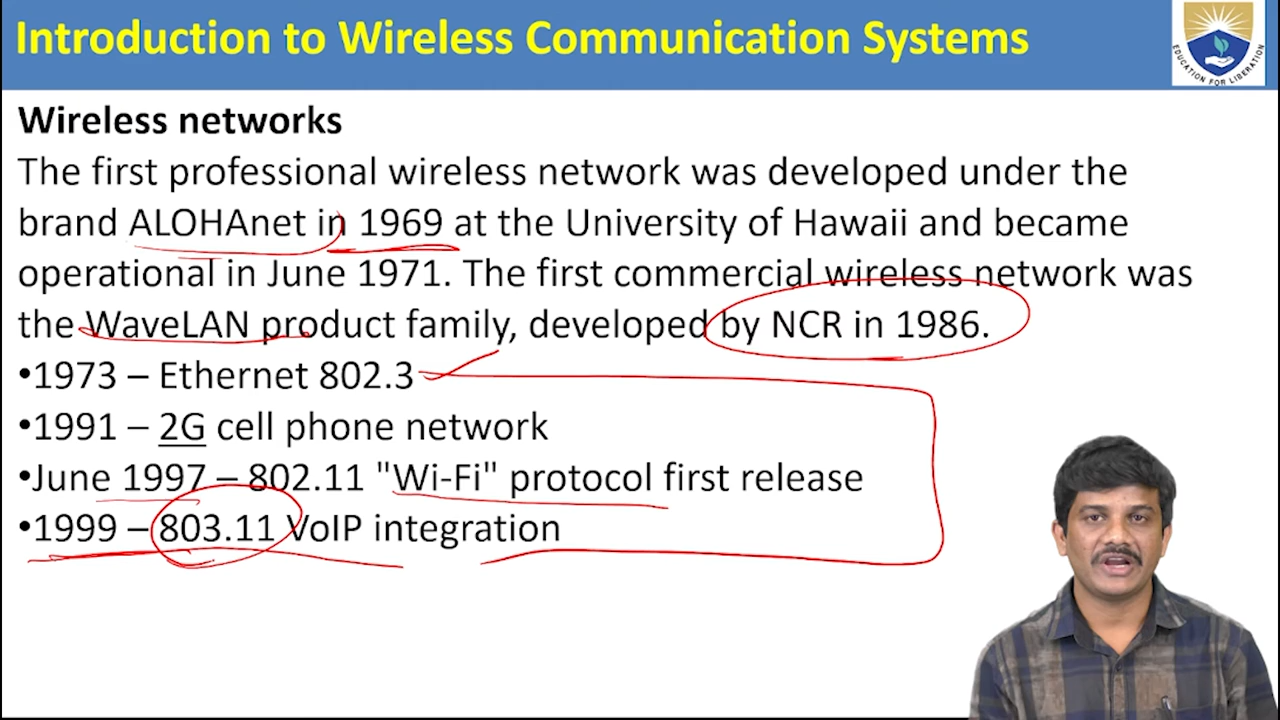 Introduction to Wireless Communication Systems
EDUCATION FOR LIBERATION
Wireless networks
The first professional wireless network was developed under the
brand ALOHAnet in 1969 at the University of Hawaii and became
operational in June 1971. The first commercial wireless network was
the WaveLAN product family, developed by NCR in 1986.
•1973 – Ethernet 802.3
•1991 – 2G cell phone network
•June 1997 – 802.11 "Wi-Fi" protocol first release
•1999 – 803.11 VoIP integration